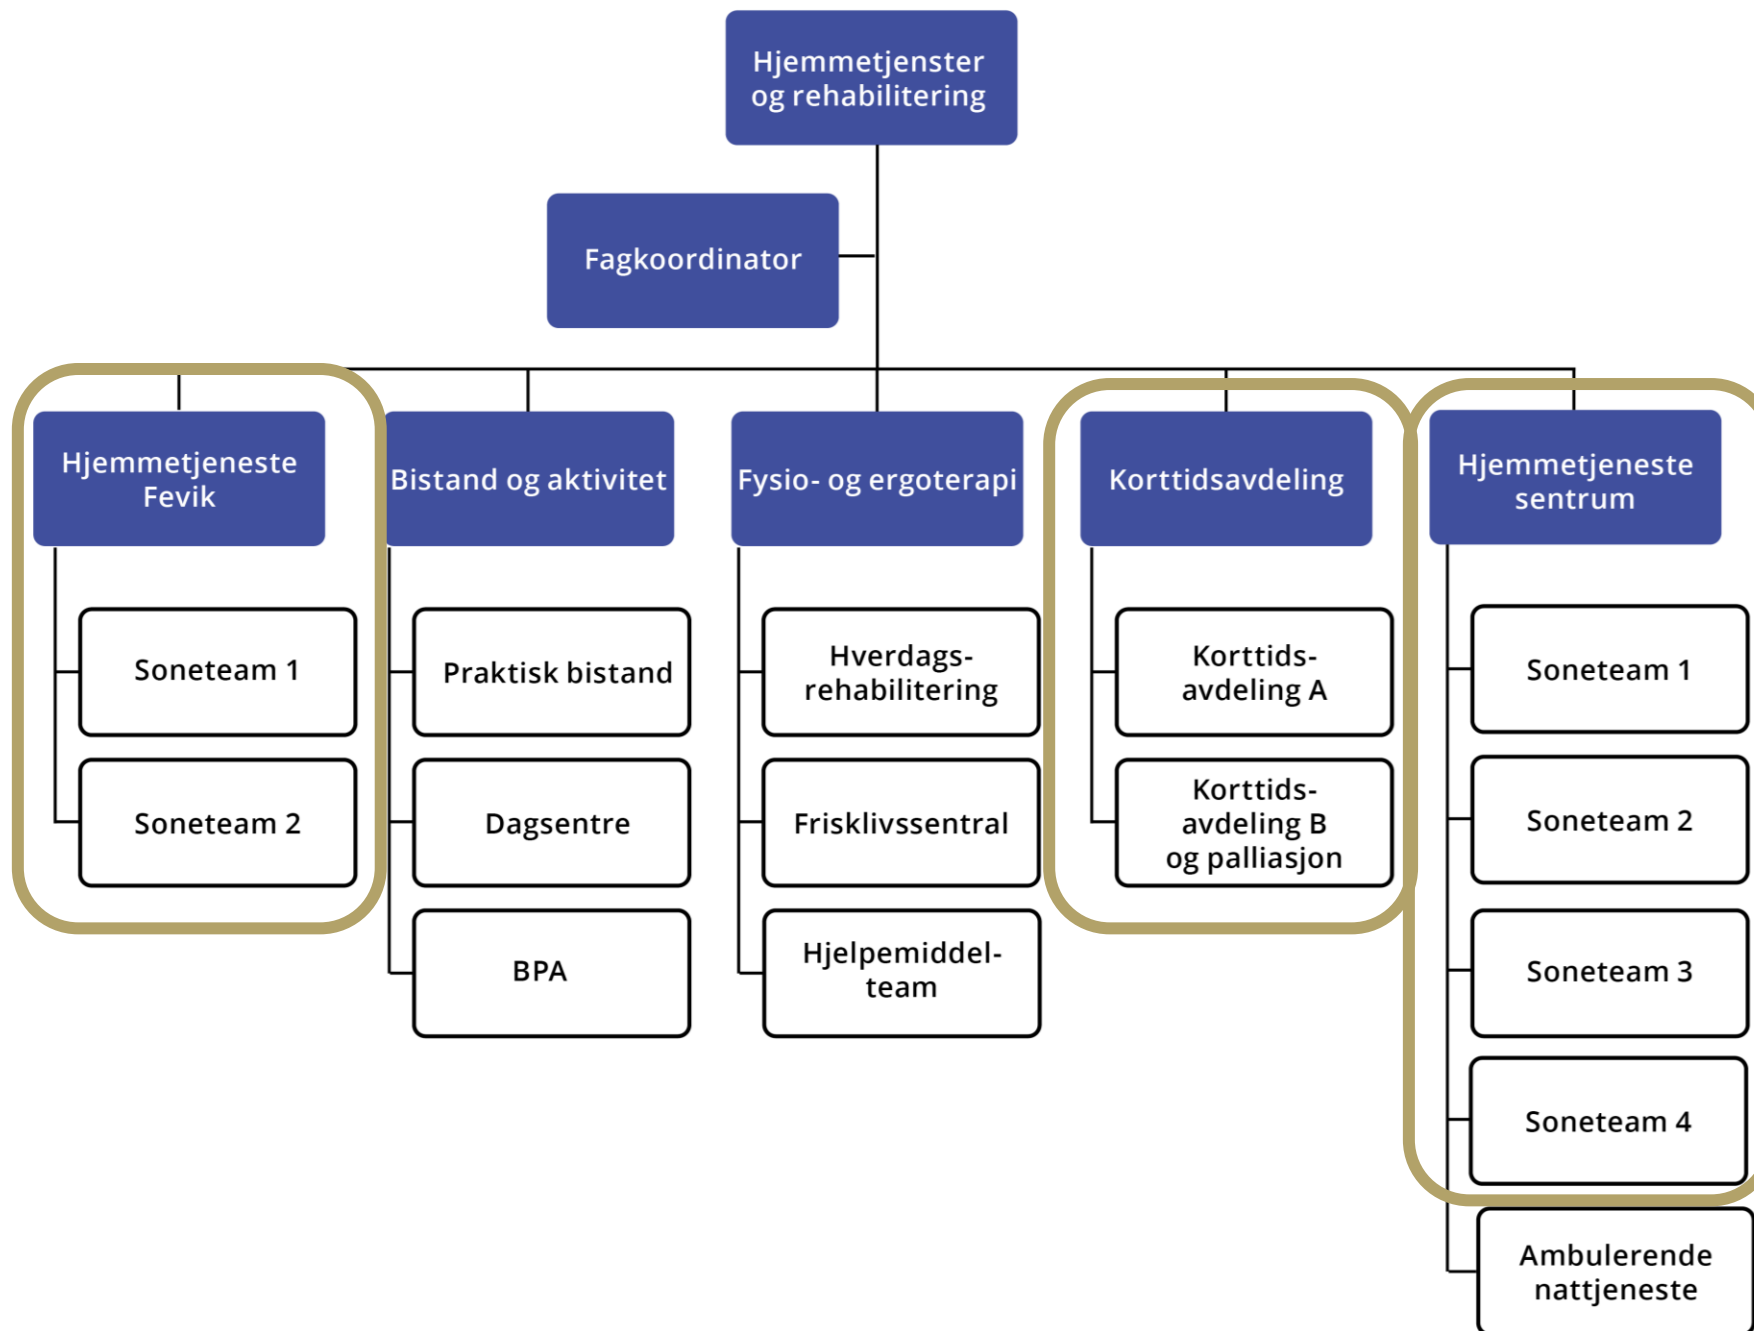 Hjemmetjenster
og rehabilitering
Fagkoordinator
Hjemmetjeneste
Fevik
Soneteam 1
Soneteam 2
Bistand og aktivitet
Praktisk bistand
Dagsentre
BPA
Fysio- og ergoterapi
Hverdags-
rehabilitering
Frisklivssentral
Hjelpemiddel-
team
Korttidsavdeling
Korttids-
avdeling A
Korttids-
avdeling B
og palliasjon
Hjemmetjeneste
sentrum
Soneteam 1
Soneteam 2
Soneteam 3
Soneteam 4
Ambulerende
nattjeneste